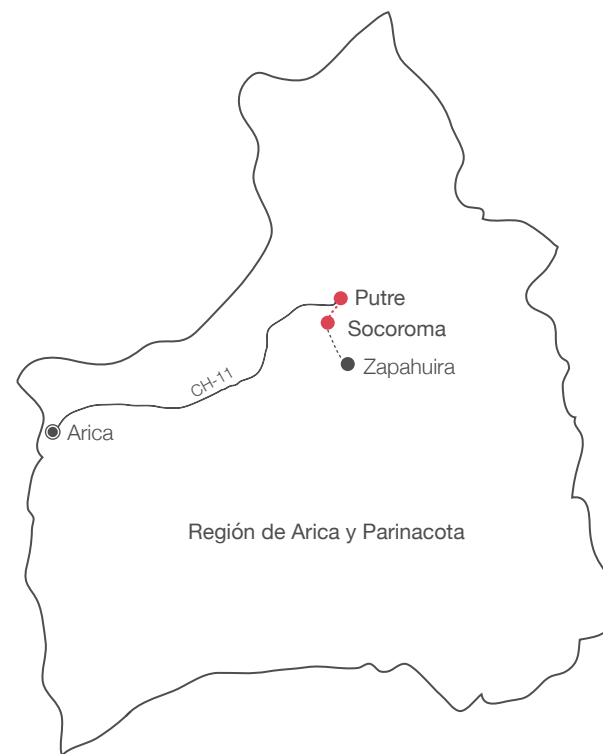 Putre
Socoroma
Zapahuira
CH-11
Arica
Región de Arica y Parinacota